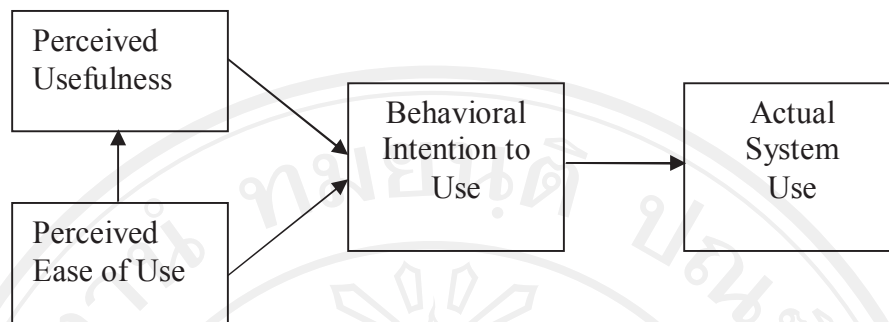 Perceived
Usefulness
Perceived
Ease of Use
Behavioral
Intention to
Use
Actual
System
Use